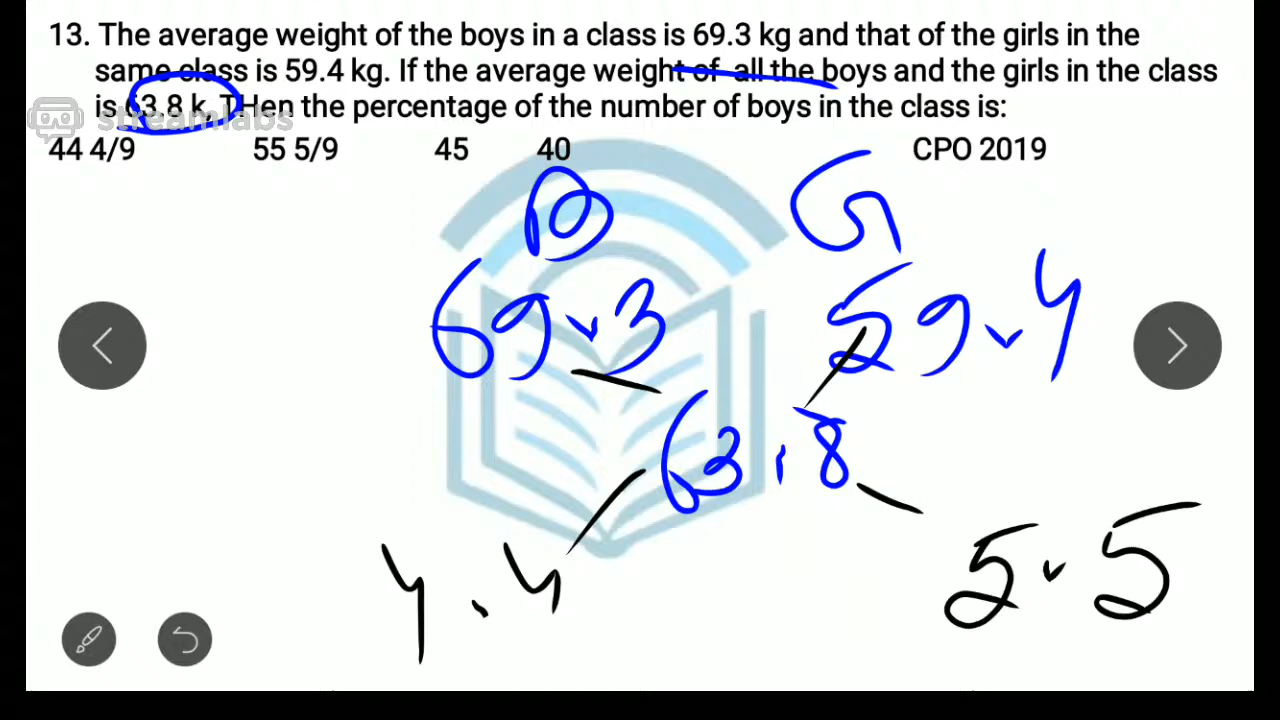 13. The average weight of the boys in a class is 69.3 kg and that of the girls in the
same class is 59.4 kg. If the average weight of all the boys and the girls in the class
is 63.8 k, THen the percentage of the number of boys in the class is:
streamlabs
44 4/9 55 5/9 45 40 CPO 2019
B G
69.3 59.4
63.8
4.4 5.5